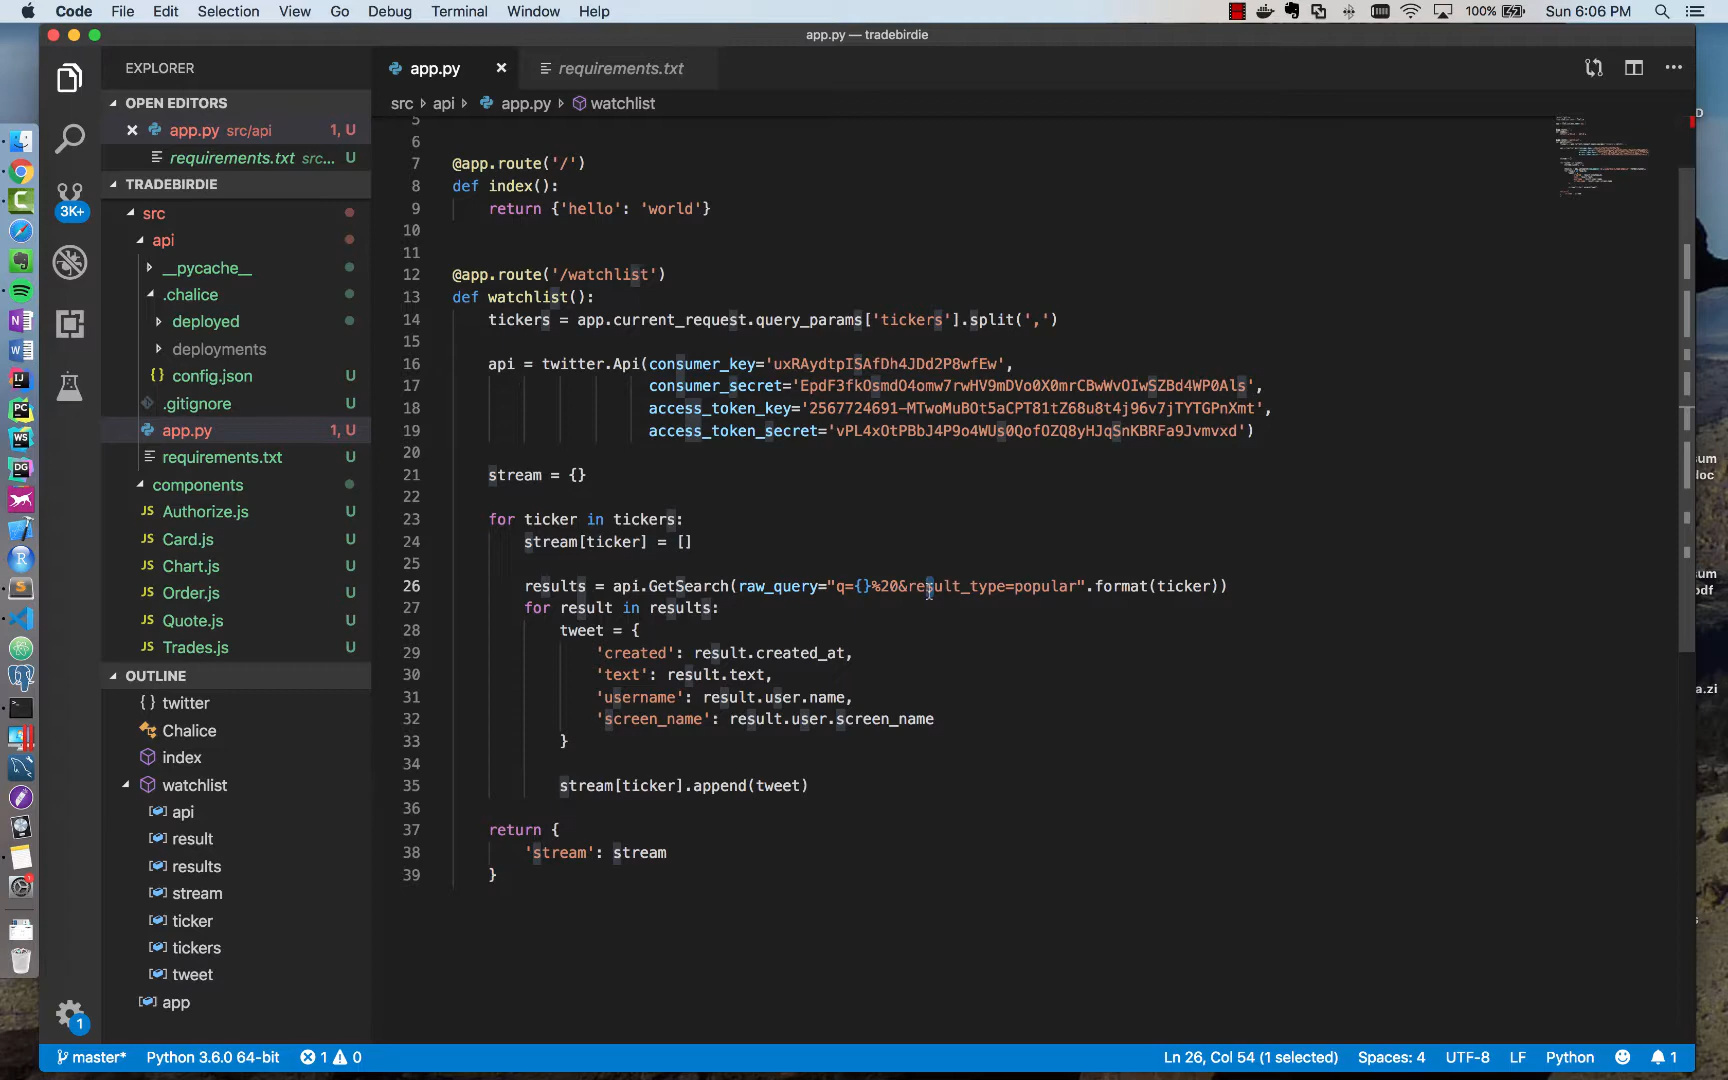 Code File Edit Selection View Go Debug Terminal Window Help 100% Sun 6:06 PM
app.py — tradebirdie
EXPLORER
OPEN EDITORS
app.py src/api 1, U
requirements.txt src... U
TRADEBIRDIE
src
api
__pycache__
.chalice
deployed
deployments
config.json
.gitignore U
app.py 1, U
requirements.txt U
components
Authorize.js U
Card.js U
Chart.js U
Order.js U
Quote.js U
Trades.js U
OUTLINE
twitter
Chalice
index
watchlist
api
result
results
stream
ticker
tickers
tweet
app
3K+
1
app.py requirements.txt
src api app.py watchlist
5
6
7 @app.route('/')
8 def index():
9 return {'hello': 'world'}
10
11
12 @app.route('/watchlist')
13 def watchlist():
14 tickers = app.current_request.query_params['tickers'].split(',')
15
16 api = twitter.Api(consumer_key='uxRAydtpISAfDh4JDd2P8wfEw',
17 consumer_secret='EpdF3fkOsmdO4omw7rwHV9mDVo0X0mrCBwWvOIwSZBd4WP0Als',
18 access_token_key='2567724691-MTwoMuBOt5aCPT81tZ68u8t4j96v7jTYTGPnXmt',
19 access_token_secret='vPL4xOtPBbJ4P9o4WUs0QofOZQ8yHJqSnKBRFa9Jvmvxd')
20
21 stream = {}
22
23 for ticker in tickers:
24 stream[ticker] = []
25
26 results = api.GetSearch(raw_query="q={}%20&result_type=popular".format(ticker))
27 for result in results:
28 tweet = {
29 'created': result.created_at,
30 'text': result.text,
31 'username': result.user.name,
32 'screen_name': result.user.screen_name
33 }
34
35 stream[ticker].append(tweet)
36
37 return {
38 'stream': stream
39 }
master* Python 3.6.0 64-bit 1 0 Ln 26, Col 54 (1 selected) Spaces: 4 UTF-8 LF Python 1